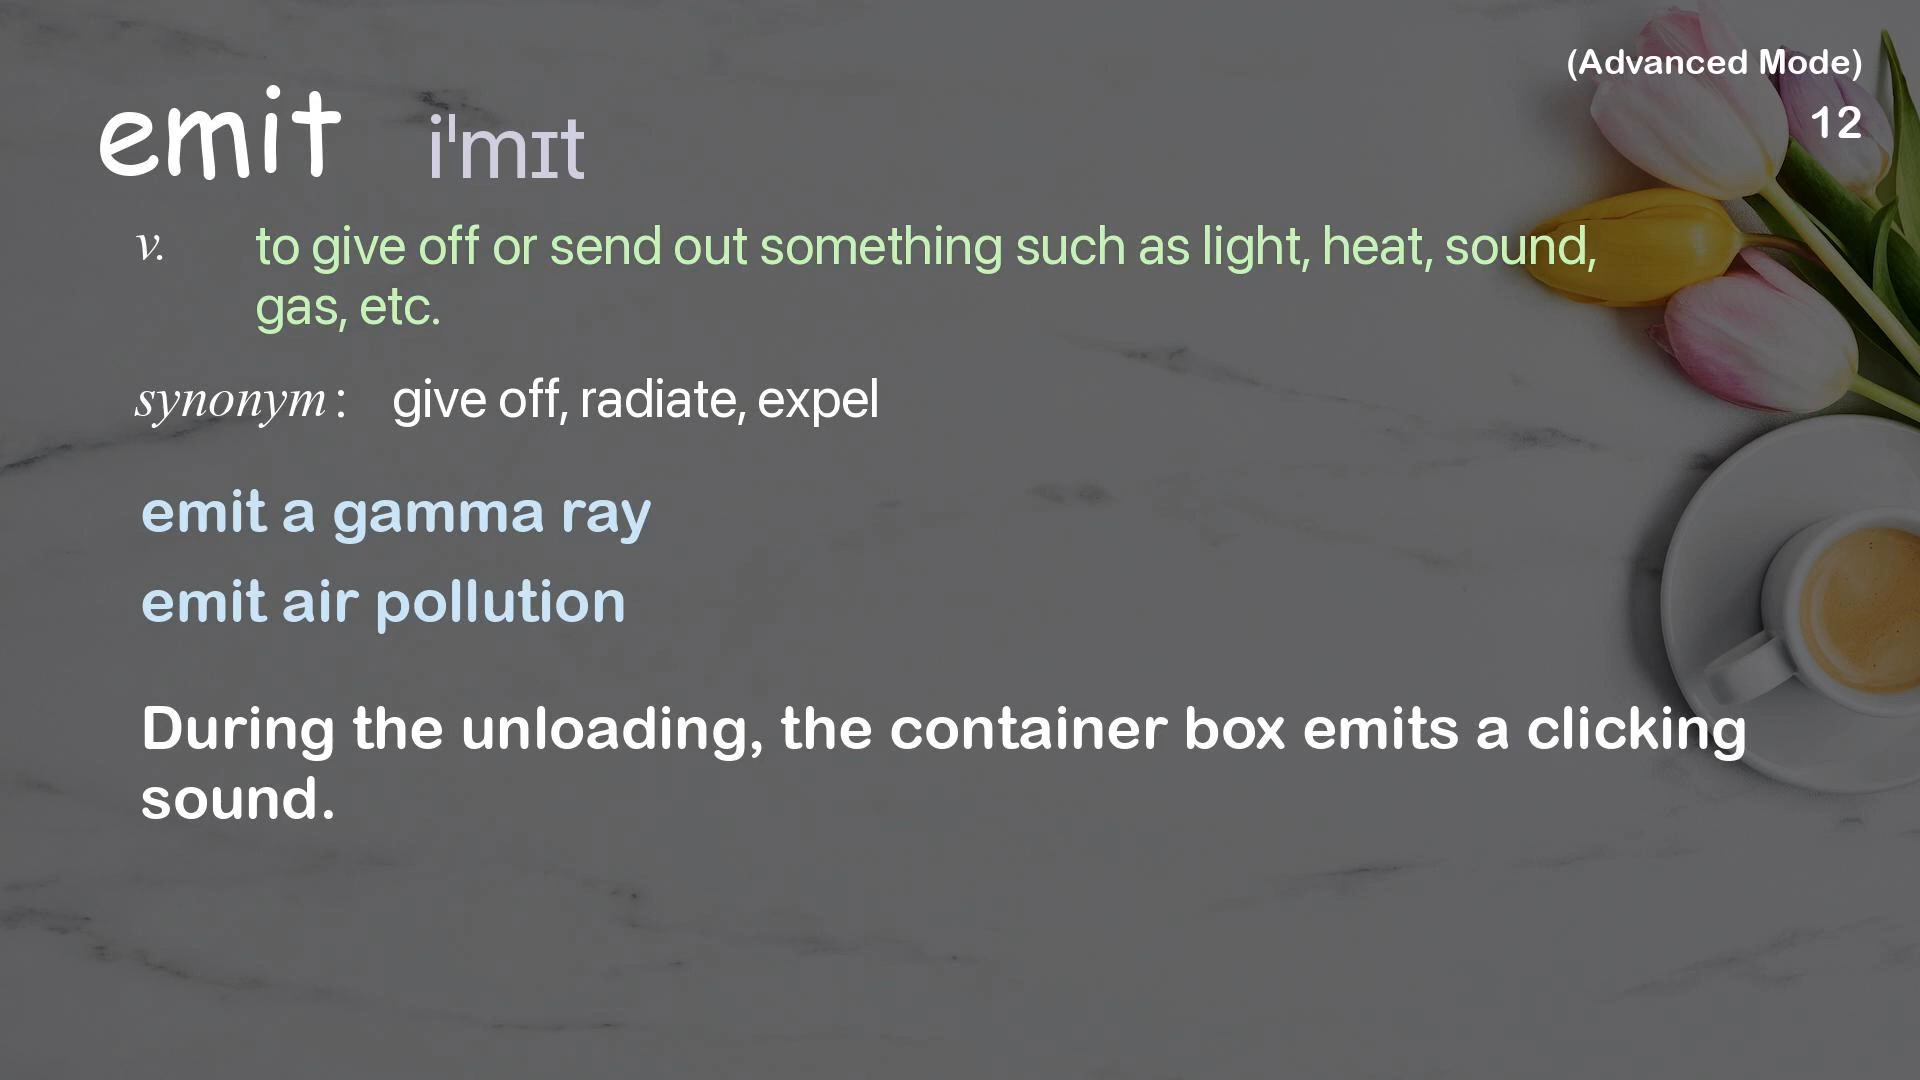 (Advanced Mode)
12
emit iˈmɪt
v. to give off or send out something such as light, heat, sound,
gas, etc.
synonym: give off, radiate, expel
emit a gamma ray
emit air pollution
During the unloading, the container box emits a clicking
sound.